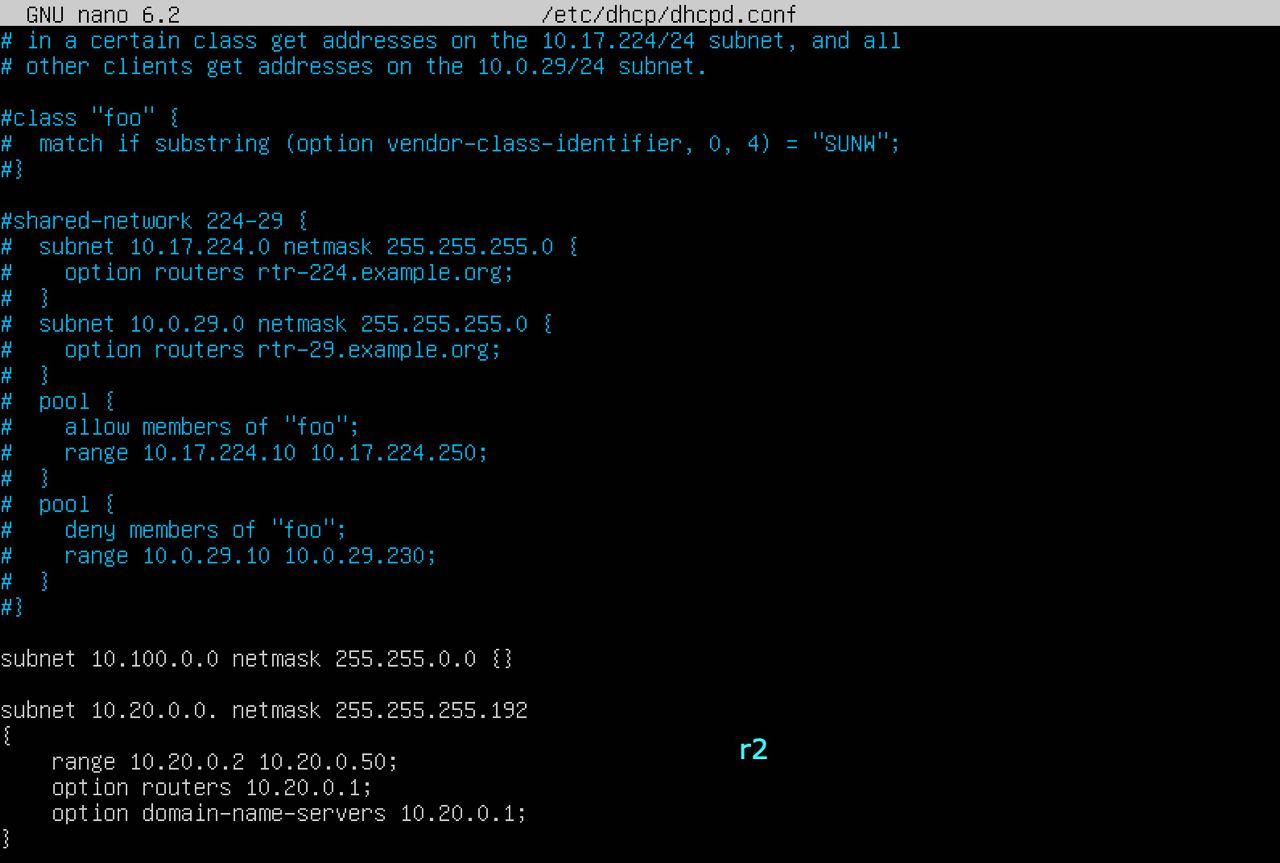 GNU nano 6.2 /etc/dhcp/dhcpd.conf
# in a certain class get addresses on the 10.17.224/24 subnet, and all
# other clients get addresses on the 10.0.29/24 subnet.
#class "foo" {
#  match if substring (option vendor-class-identifier, 0, 4) = "SUNW";
#}
#shared-network 224-29 {
#  subnet 10.17.224.0 netmask 255.255.255.0 {
#    option routers rtr-224.example.org;
#  }
#  subnet 10.0.29.0 netmask 255.255.255.0 {
#    option routers rtr-29.example.org;
#  }
#  pool {
#    allow members of "foo";
#    range 10.17.224.10 10.17.224.250;
#  }
#  pool {
#    deny members of "foo";
#    range 10.0.29.10 10.0.29.230;
#  }
#}
subnet 10.100.0.0 netmask 255.255.0.0 {}
subnet 10.20.0.0. netmask 255.255.255.192
{
    range 10.20.0.2 10.20.0.50;
    option routers 10.20.0.1;
    option domain-name-servers 10.20.0.1;
}
r2